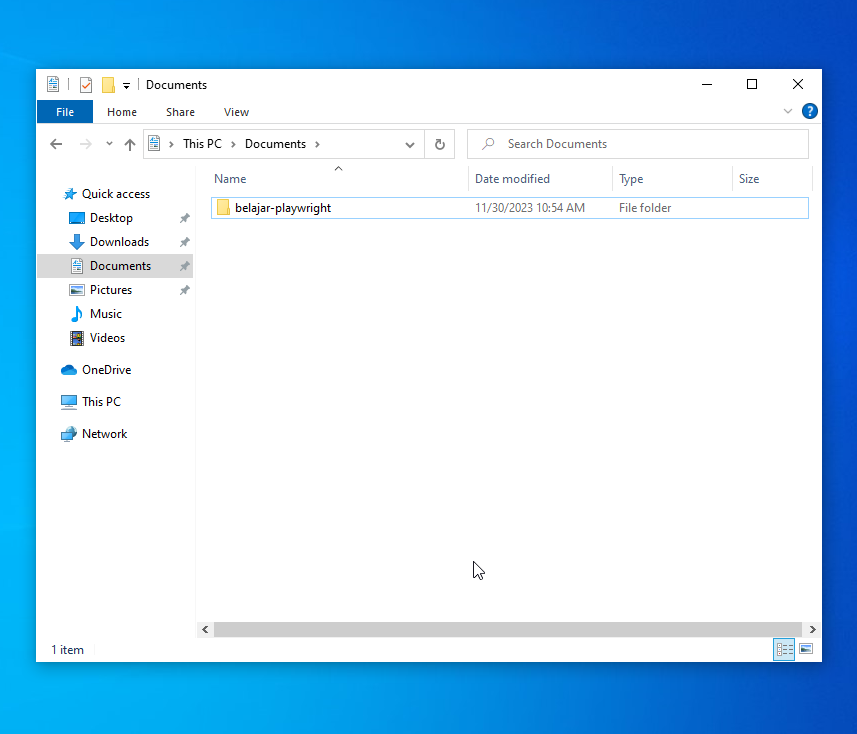 Documents
File Home Share View
This PC Documents
Search Documents
Name Date modified Type Size
belajar-playwright 11/30/2023 10:54 AM File folder
Quick access
Desktop
Downloads
Documents
Pictures
Music
Videos
OneDrive
This PC
Network
1 item